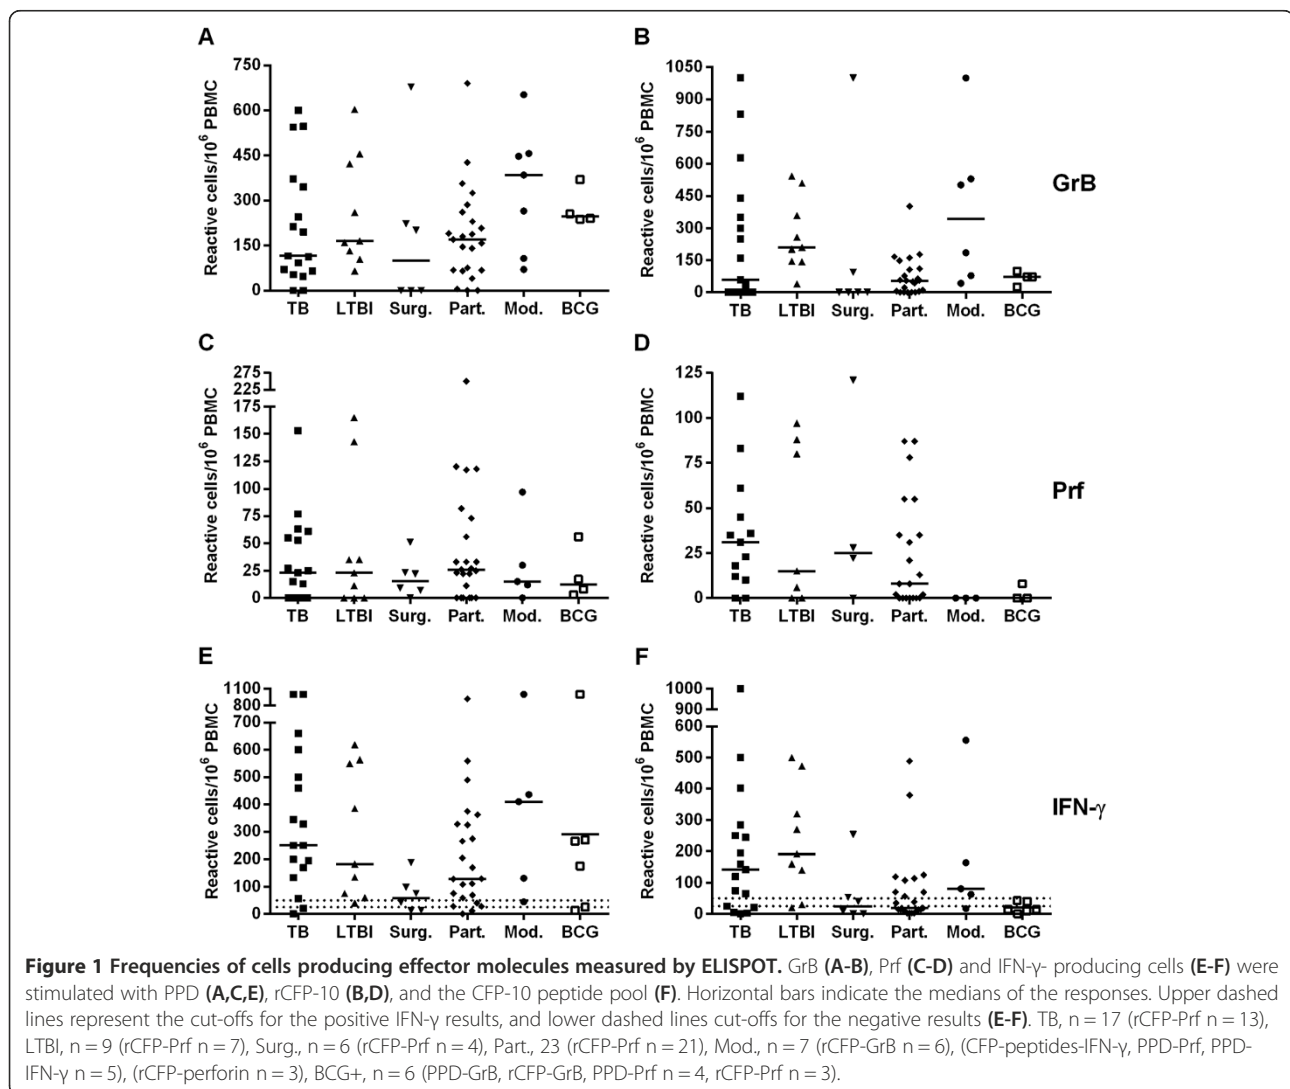 A
Reactive cells/10⁶ PBMC
750
600
450
300
150
0
TB LTBI Surg. Part. Mod. BCG
B
Reactive cells/10⁶ PBMC
1050
900
750
600
450
300
150
0
TB LTBI Surg. Part. Mod. BCG
GrB
C
Reactive cells/10⁶ PBMC
275
225
175
150
125
100
75
50
25
0
TB LTBI Surg. Part. Mod. BCG
D
Reactive cells/10⁶ PBMC
125
100
75
50
25
0
TB LTBI Surg. Part. Mod. BCG
Prf
E
Reactive cells/10⁶ PBMC
1100
800
700
600
500
400
300
200
100
0
TB LTBI Surg. Part. Mod. BCG
F
Reactive cells/10⁶ PBMC
1000
900
600
500
400
300
200
100
0
TB LTBI Surg. Part. Mod. BCG
IFN-γ
Figure 1 Frequencies of cells producing effector molecules measured by ELISPOT. GrB (A-B), Prf (C-D) and IFN-γ- producing cells (E-F) were
stimulated with PPD (A,C,E), rCFP-10 (B,D), and the CFP-10 peptide pool (F). Horizontal bars indicate the medians of the responses. Upper dashed
lines represent the cut-offs for the positive IFN-γ results, and lower dashed lines cut-offs for the negative results (E-F). TB, n = 17 (rCFP-Prf n = 13),
LTBI, n = 9 (rCFP-Prf n = 7), Surg., n = 6 (rCFP-Prf n = 4), Part., 23 (rCFP-Prf n = 21), Mod., n = 7 (rCFP-GrB n = 6), (CFP-peptides-IFN-γ, PPD-Prf, PPD-
IFN-γ n = 5), (rCFP-perforin n = 3), BCG+, n = 6 (PPD-GrB, rCFP-GrB, PPD-Prf n = 4, rCFP-Prf n = 3).